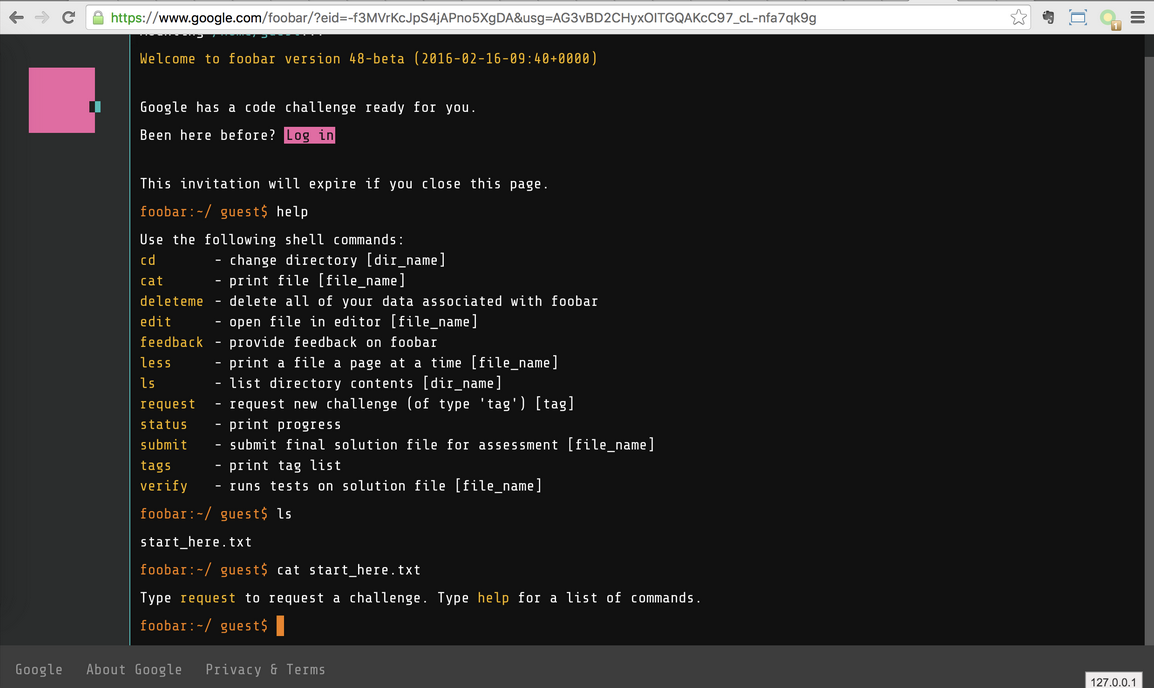 https://www.google.com/foobar/?eid=-f3MVrKcJpS4jAPno5XgDA&usg=AG3vBD2CHyxOITGQAKcC97_cL-nfa7qk9g
Welcome to foobar version 48-beta (2016-02-16-09:40+0000)
Google has a code challenge ready for you.
Been here before? Log in
This invitation will expire if you close this page.
foobar:~/ guest$ help
Use the following shell commands:
cd - change directory [dir_name]
cat - print file [file_name]
deleteme - delete all of your data associated with foobar
edit - open file in editor [file_name]
feedback - provide feedback on foobar
less - print a file a page at a time [file_name]
ls - list directory contents [dir_name]
request - request new challenge (of type 'tag') [tag]
status - print progress
submit - submit final solution file for assessment [file_name]
tags - print tag list
verify - runs tests on solution file [file_name]
foobar:~/ guest$ ls
start_here.txt
foobar:~/ guest$ cat start_here.txt
Type request to request a challenge. Type help for a list of commands.
foobar:~/ guest$
Google About Google Privacy & Terms
127.0.0.1